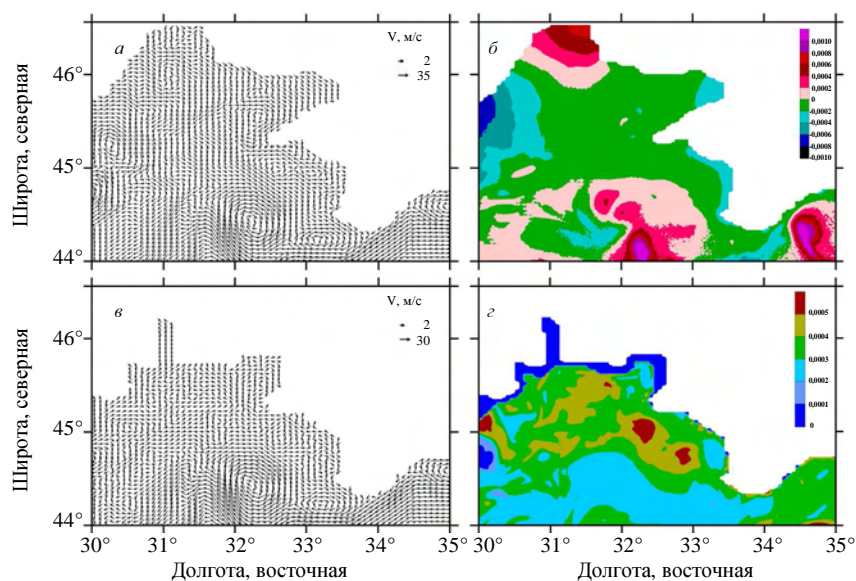 а
V, м/с
2
35
46°
45°
44°
Широта, северная
б
0,0010
0,0008
0,0006
0,0004
0,0002
0
-0,0002
-0,0004
-0,0006
-0,0008
-0,0010
в
V, м/с
2
30
46°
45°
44°
Широта, северная
г
0,0005
0,0004
0,0003
0,0002
0,0001
0
30° 31° 32° 33° 34° 35° 30° 31° 32° 33° 34° 35°
Долгота, восточная
Долгота, восточная